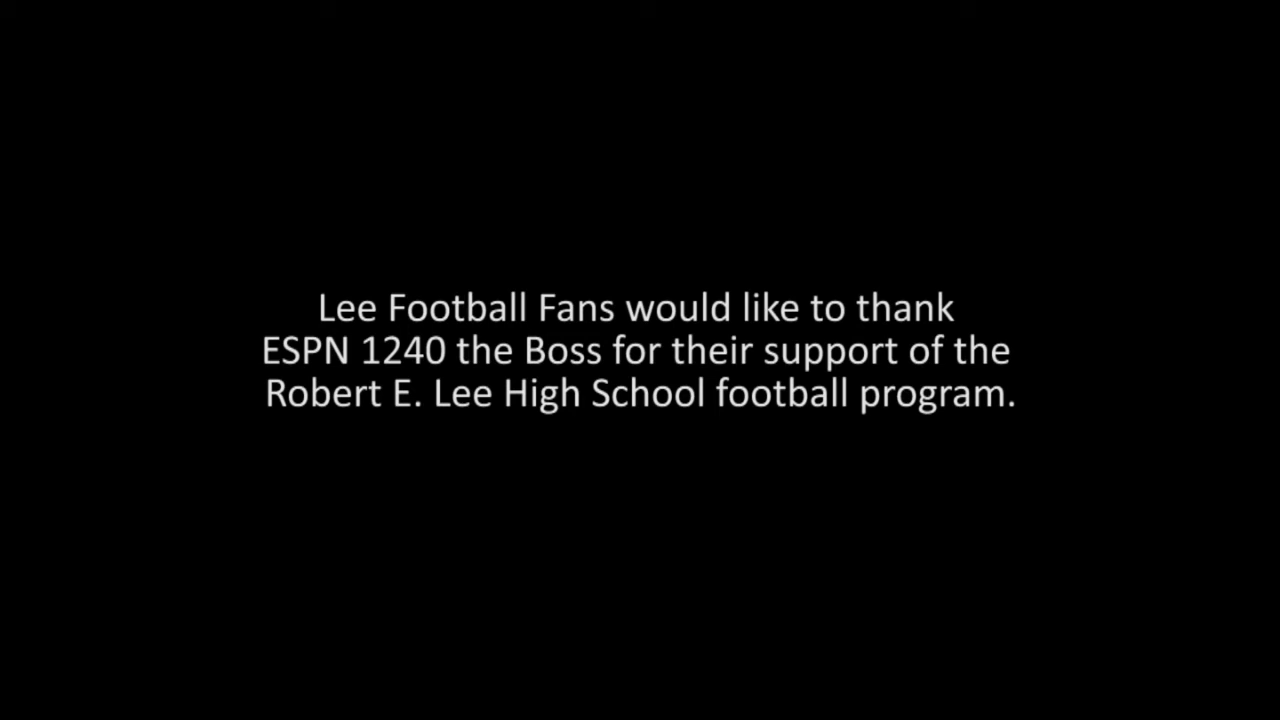 Lee Football Fans would like to thank
ESPN 1240 the Boss for their support of the
Robert E. Lee High School football program.